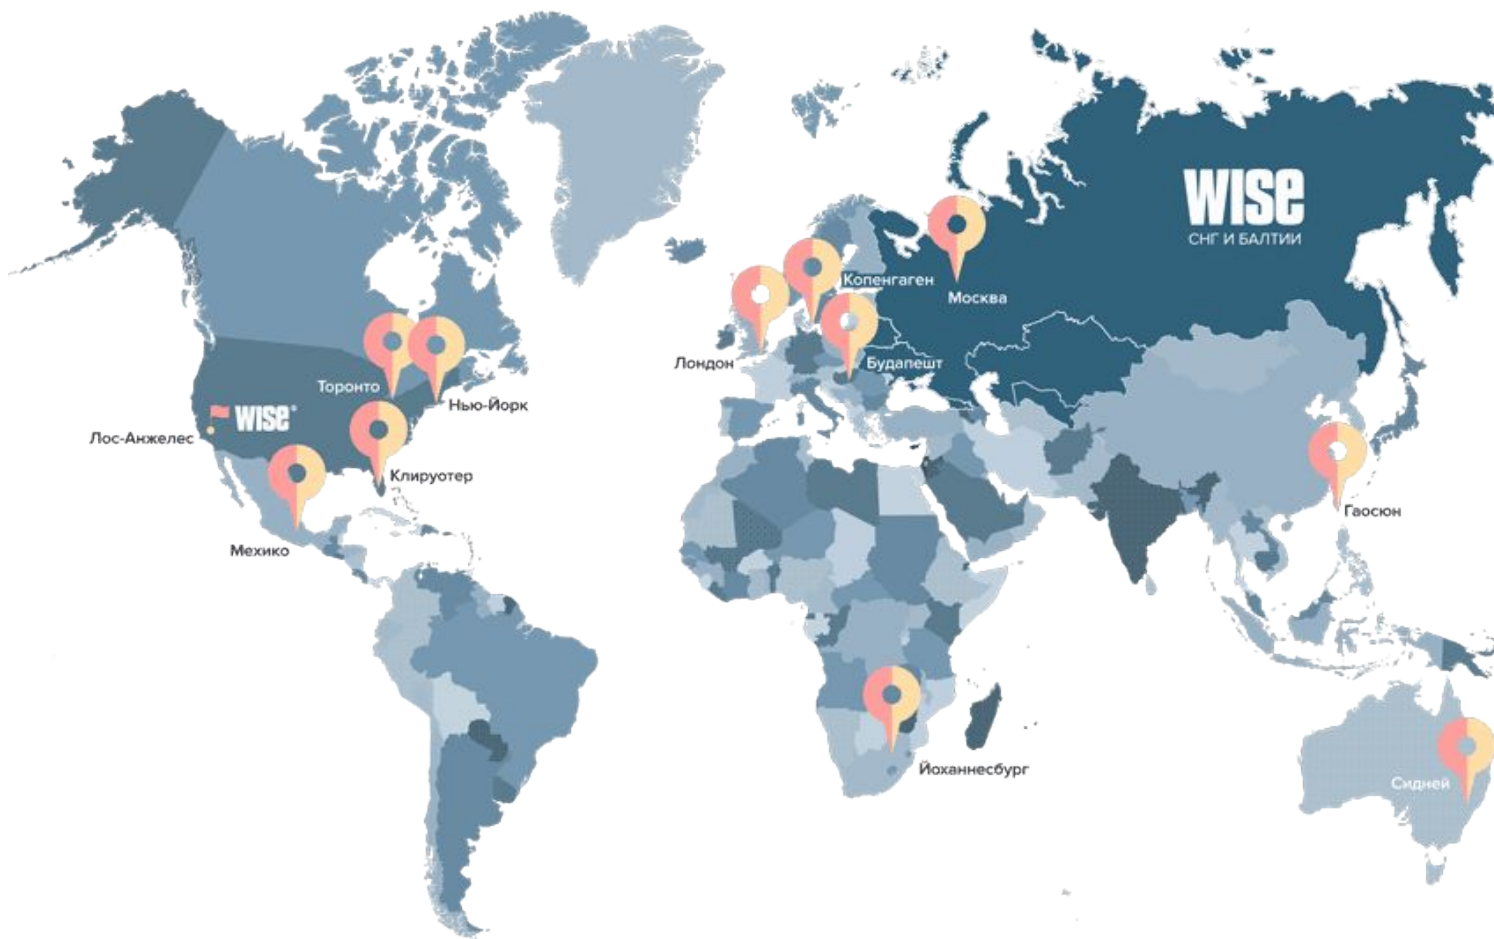 WISE
СНГ И БАЛТИИ
Копенгаген
Москва
Лондон
Будапешт
Торонто
Нью-Йорк
WISE®
Лос-Анжелес
Клируотер
Гаосюн
Мехико
Йоханнесбург
Сидней